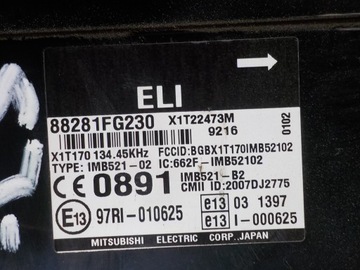 ELI
88281FG230 X1T22473M
9216
0102
X1T170 134.45KHz FCCID:BGBX1T170IMB52102
TYPE: IMB521-02 IC:662F-IMB52102
CE 0891 IMB521-B2
CMII ID:2007DJ2775
E13 97RI-010625 e13 03 1397
e13 I-000625
MITSUBISHI ELECTRIC CORP.,JAPAN